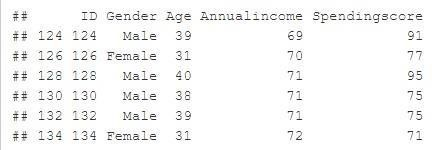 ##      ID Gender Age Annualincome Spendingscore
## 124 124   Male  39           69            91
## 126 126 Female  31           70            77
## 128 128   Male  40           71            95
## 130 130   Male  38           71            75
## 132 132   Male  39           71            75
## 134 134 Female  31           72            71